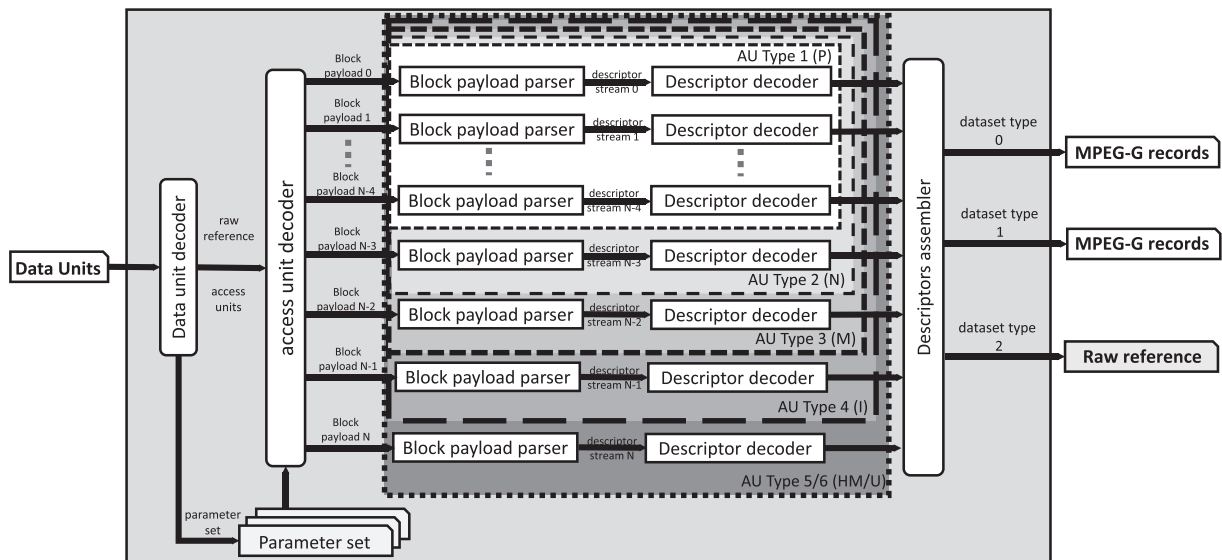 AU Type 1 (P)
Block
payload 0
Block payload parser
descriptor
stream 0
Descriptor decoder
Block
payload 1
Block payload parser
descriptor
stream 1
Descriptor decoder
Block
payload N-4
Block payload parser
descriptor
stream N-4
Descriptor decoder
Block
payload N-3
Block payload parser
descriptor
stream N-3
Descriptor decoder
AU Type 2 (N)
Block
payload N-2
Block payload parser
descriptor
stream N-2
Descriptor decoder
AU Type 3 (M)
Block
payload N-1
Block payload parser
descriptor
stream N-1
Descriptor decoder
AU Type 4 (I)
Block
payload N
Block payload parser
descriptor
stream N
Descriptor decoder
AU Type 5/6 (HM/U)
Data Units
Data unit decoder
raw
reference
access
units
access unit decoder
parameter
set
Parameter set
Descriptors assembler
dataset type
0
MPEG-G records
dataset type
1
MPEG-G records
dataset type
2
Raw reference